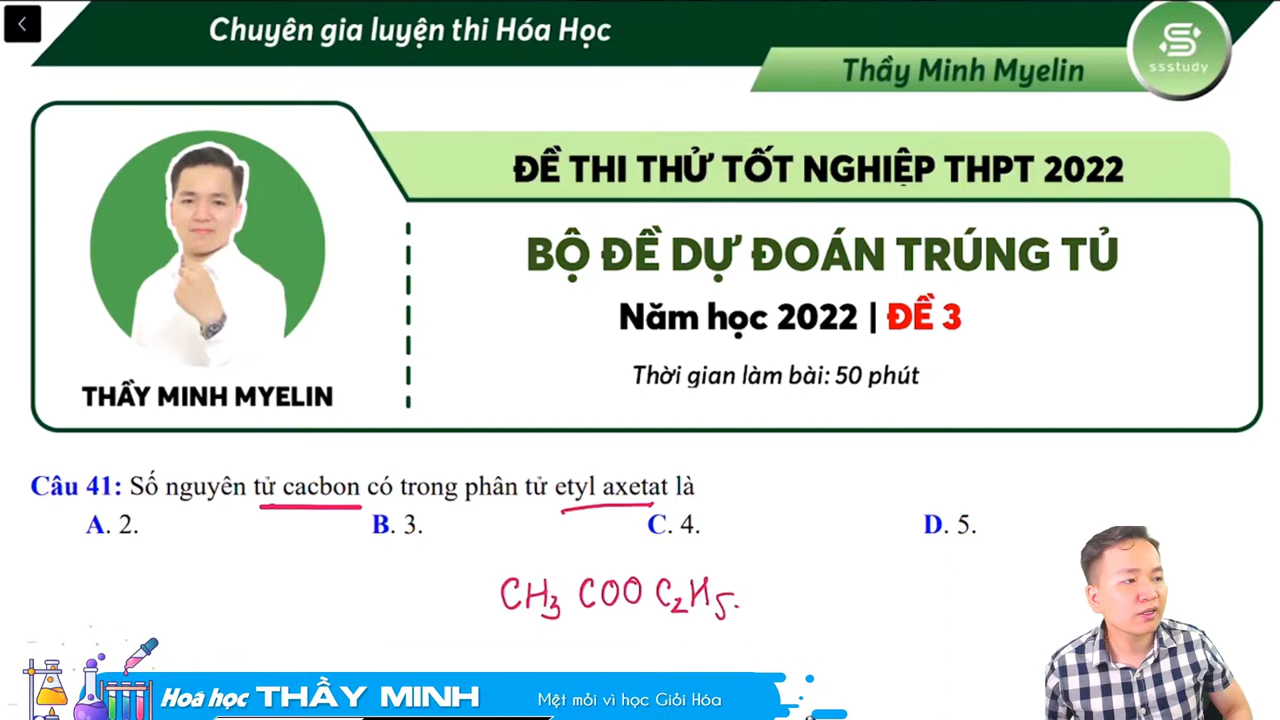 Chuyên gia luyện thi Hóa Học
Thầy Minh Myelin
ssstudy
ĐỀ THI THỬ TỐT NGHIỆP THPT 2022
BỘ ĐỀ DỰ ĐOÁN TRÚNG TỦ
Năm học 2022 | ĐỀ 3
Thời gian làm bài: 50 phút
THẦY MINH MYELIN
Câu 41: Số nguyên tử cacbon có trong phân tử etyl axetat là
A. 2. B. 3. C. 4. D. 5.
CH3 COO C2H5.
Hoá học THẦY MINH
Mệt mỏi vì học Giỏi Hóa